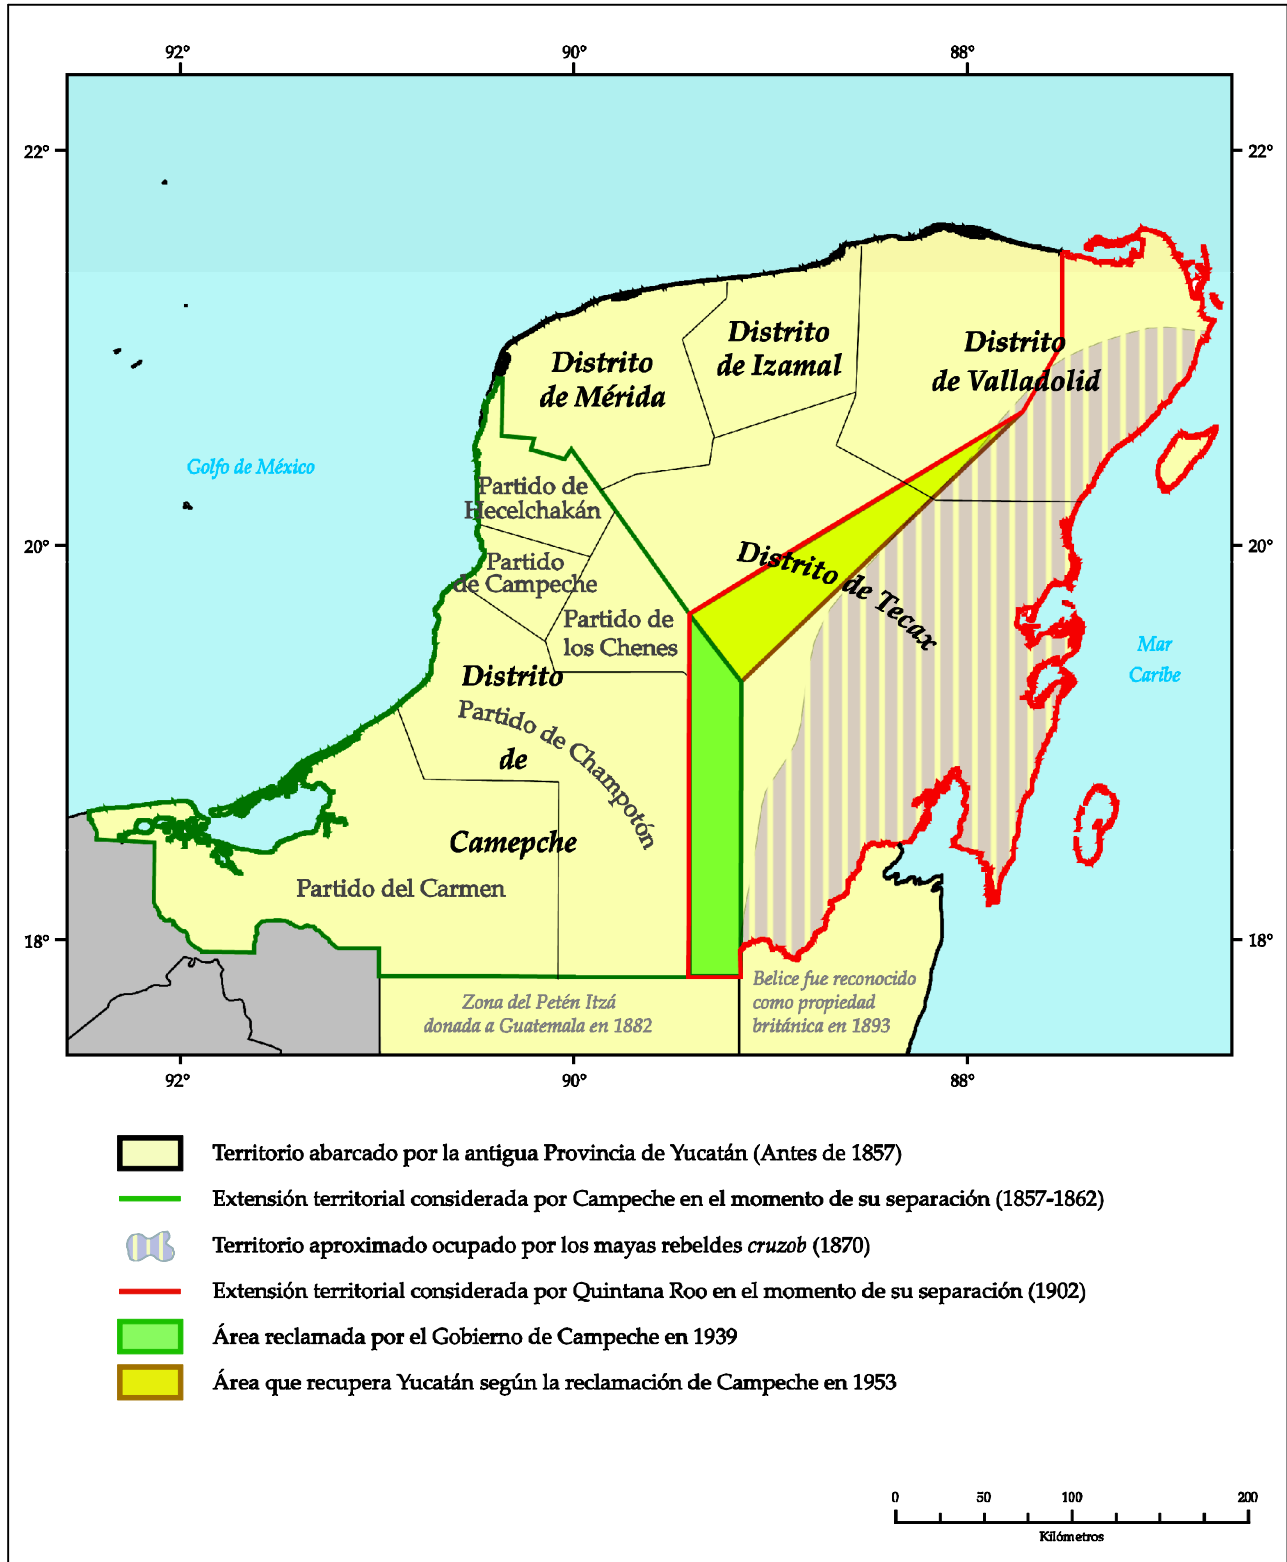 92°
90°
88°
22°
22°
Distrito
de Mérida
Distrito
de Izamal
Distrito
de Valladolid
Golfo de México
Partido de
Hecelchakán
20°
20°
Partido
de Campeche
Distrito de Tecax
Partido de
los Chenes
Mar
Caribe
Distrito
Partido de Champotón
de
Camepche
Partido del Carmen
18°
18°
Zona del Petén Itzá
donada a Guatemala en 1882
Belice fue reconocido
como propiedad
británica en 1893
92°
90°
88°
Territorio abarcado por la antigua Provincia de Yucatán (Antes de 1857)
Extensión territorial considerada por Campeche en el momento de su separación (1857-1862)
Territorio aproximado ocupado por los mayas rebeldes cruzob (1870)
Extensión territorial considerada por Quintana Roo en el momento de su separación (1902)
Área reclamada por el Gobierno de Campeche en 1939
Área que recupera Yucatán según la reclamación de Campeche en 1953
0 50 100 200
Kilómetros